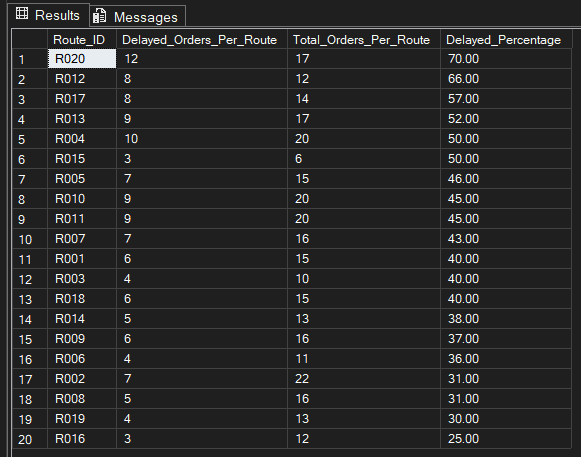 Results Messages
Route_ID Delayed_Orders_Per_Route Total_Orders_Per_Route Delayed_Percentage
1 R020 12 17 70.00
2 R012 8 12 66.00
3 R017 8 14 57.00
4 R013 9 17 52.00
5 R004 10 20 50.00
6 R015 3 6 50.00
7 R005 7 15 46.00
8 R010 9 20 45.00
9 R011 9 20 45.00
10 R007 7 16 43.00
11 R001 6 15 40.00
12 R003 4 10 40.00
13 R018 6 15 40.00
14 R014 5 13 38.00
15 R009 6 16 37.00
16 R006 4 11 36.00
17 R002 7 22 31.00
18 R008 5 16 31.00
19 R019 4 13 30.00
20 R016 3 12 25.00